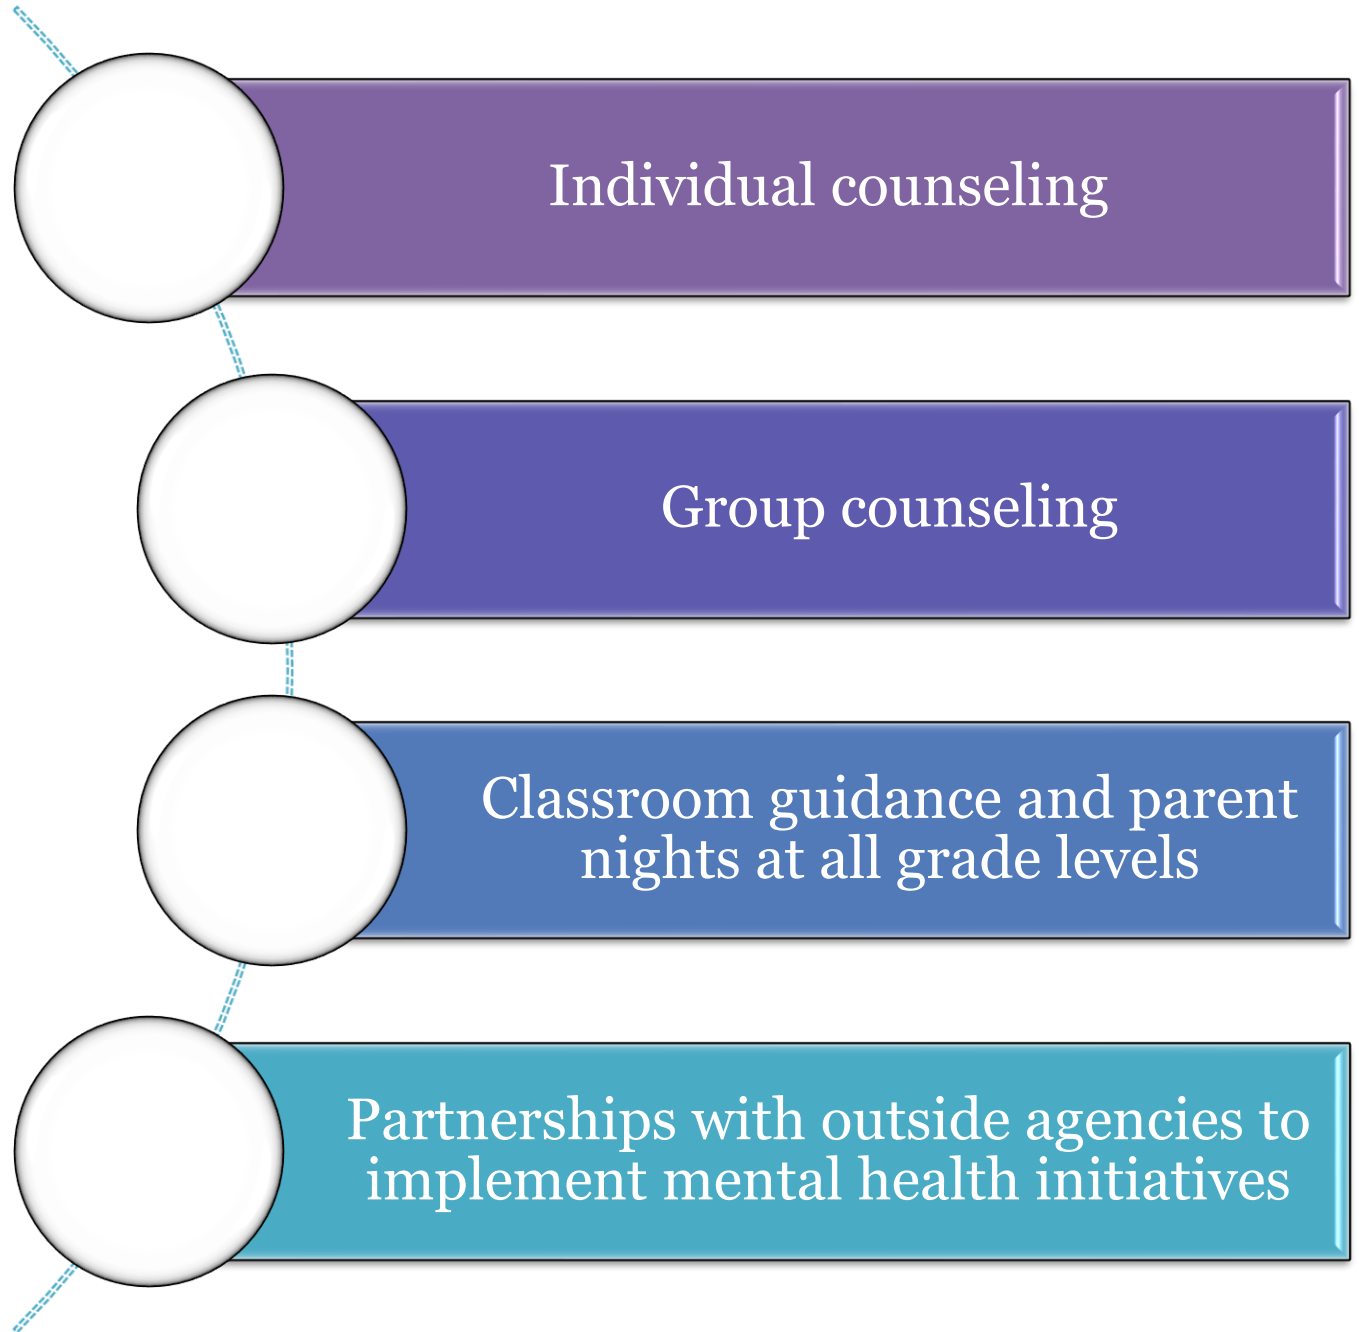 Individual counseling
Group counseling
Classroom guidance and parent
nights at all grade levels
Partnerships with outside agencies to
implement mental health initiatives